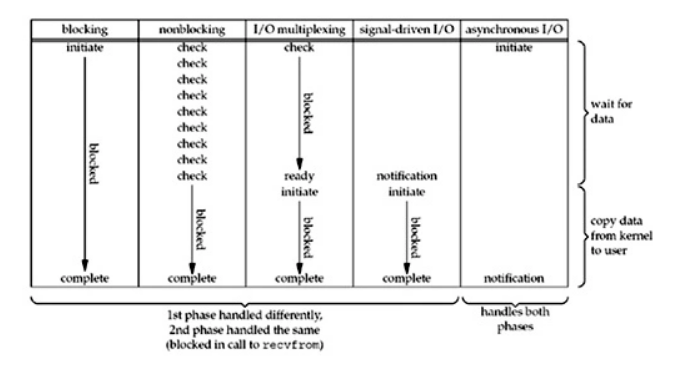 blocking nonblocking I/O multiplexing signal-driven I/O asynchronous I/O
initiate check check initiate
check
check
check
check
check
check
check
check ready notification
initiate initiate
blocked
blocked
blocked
blocked
blocked
complete complete complete complete notification
wait for
data
copy data
from kernel
to user
1st phase handled differently,
2nd phase handled the same
(blocked in call to recvfrom)
handles both
phases